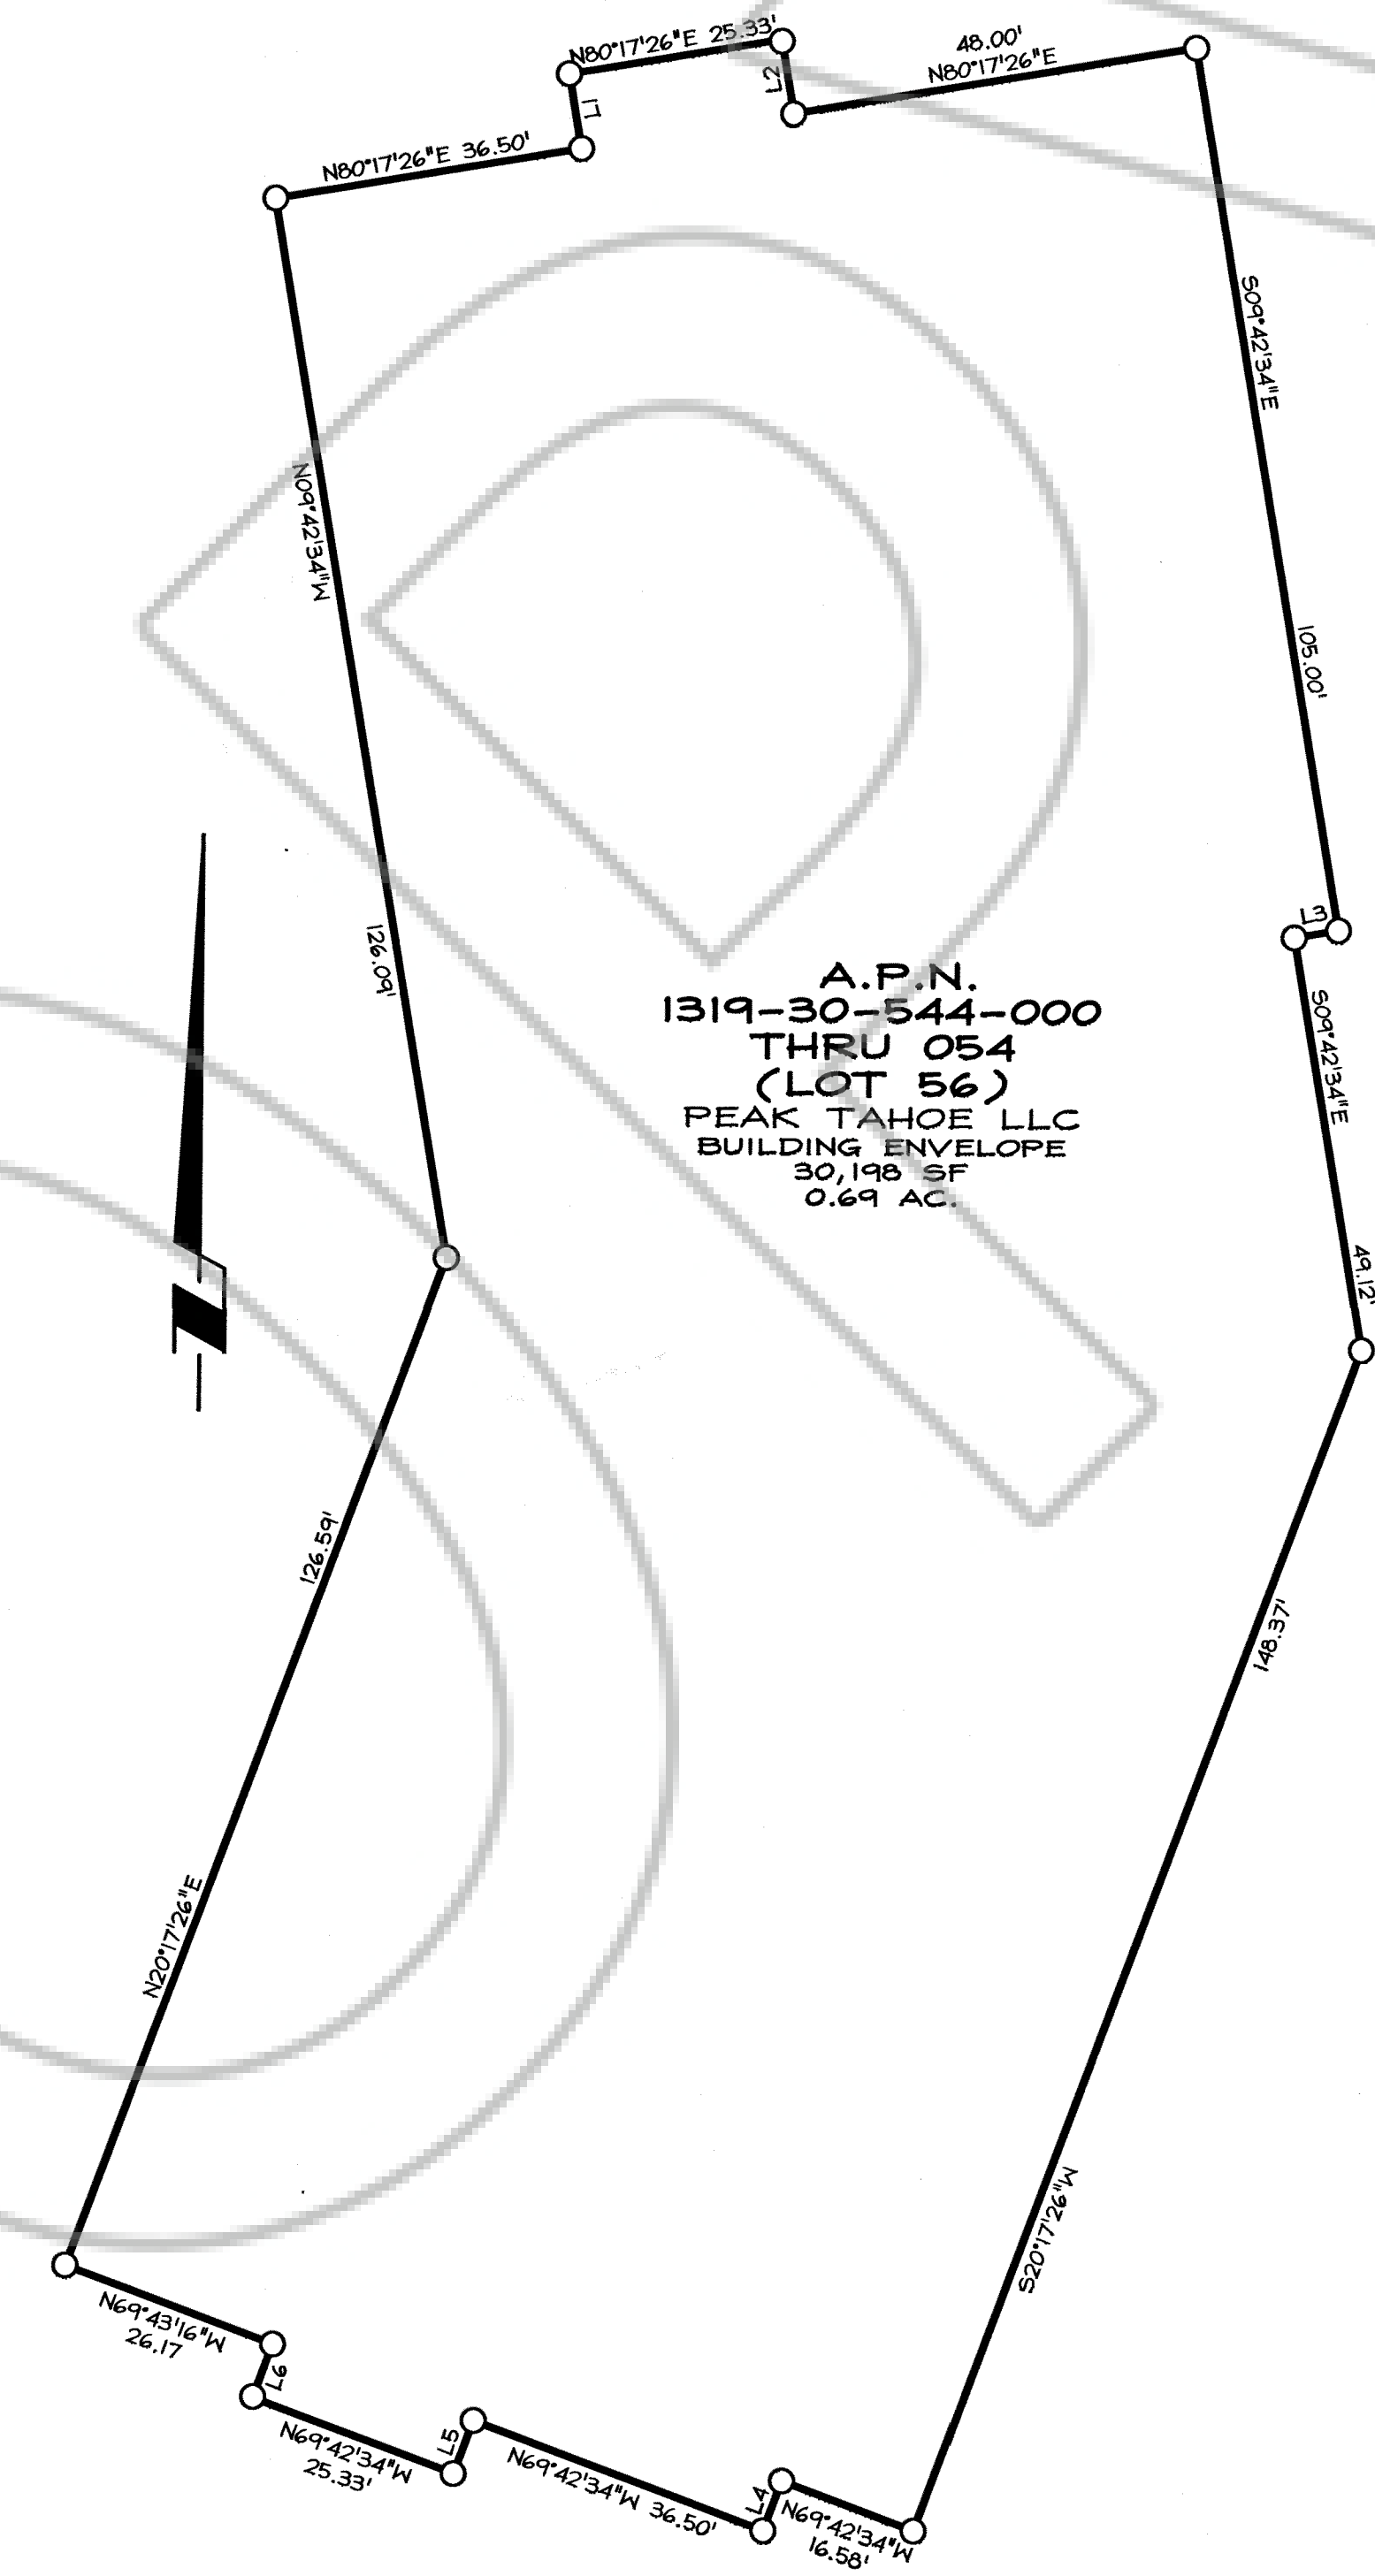 N80°17'26"E 25.33'
48.00'
N80°17'26"E
L2
L1
N80°17'26"E 36.50'
S09°42'34"E
N09°42'34"W
105.00'
L3
126.09'
A.P.N.
1319-30-544-000
THRU 054
(LOT 56)
PEAK TAHOE LLC
BUILDING ENVELOPE
30,198 SF
0.69 AC.
S09°42'34"E
49.12'
N
126.59'
148.37'
N20°17'26"E
S20°17'26"W
N69°43'16"W
26.17
L6
N69°42'34"W
25.33'
L5
N69°42'34"W 36.50'
L4
N69°42'34"W
16.58'